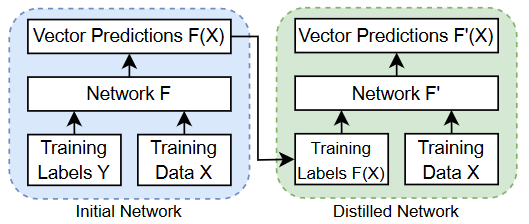 Vector Predictions F(X)
Network F
Training
Labels Y
Training
Data X
Initial Network
Vector Predictions F'(X)
Network F'
Training
Labels F(X)
Training
Data X
Distilled Network